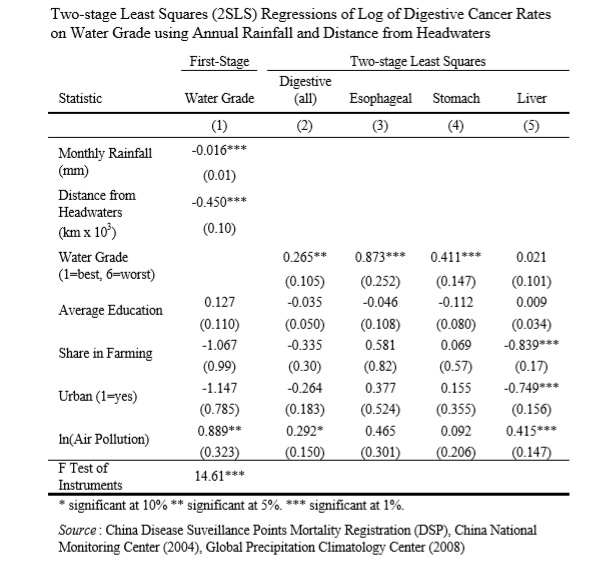 Two-stage Least Squares (2SLS) Regressions of Log of Digestive Cancer Rates
on Water Grade using Annual Rainfall and Distance from Headwaters
First-Stage Two-stage Least Squares
Statistic Water Grade Digestive (all) Esophageal Stomach Liver
(1) (2) (3) (4) (5)
Monthly Rainfall -0.016***
(mm) (0.01)
Distance from
Headwaters -0.450***
(km x 10³) (0.10)
Water Grade 0.265** 0.873*** 0.411*** 0.021
(1=best, 6=worst) (0.105) (0.252) (0.147) (0.101)
Average Education 0.127 -0.035 -0.046 -0.112 0.009
(0.110) (0.050) (0.108) (0.080) (0.034)
Share in Farming -1.067 -0.335 0.581 0.069 -0.839***
(0.99) (0.30) (0.82) (0.57) (0.17)
Urban (1=yes) -1.147 -0.264 0.377 0.155 -0.749***
(0.785) (0.183) (0.524) (0.355) (0.156)
ln(Air Pollution) 0.889** 0.292* 0.465 0.092 0.415***
(0.323) (0.150) (0.301) (0.206) (0.147)
F Test of
Instruments 14.61***
* significant at 10% ** significant at 5%. *** significant at 1%.
Source : China Disease Suveillance Points Mortality Registration (DSP), China National
Monitoring Center (2004), Global Precipitation Climatology Center (2008)